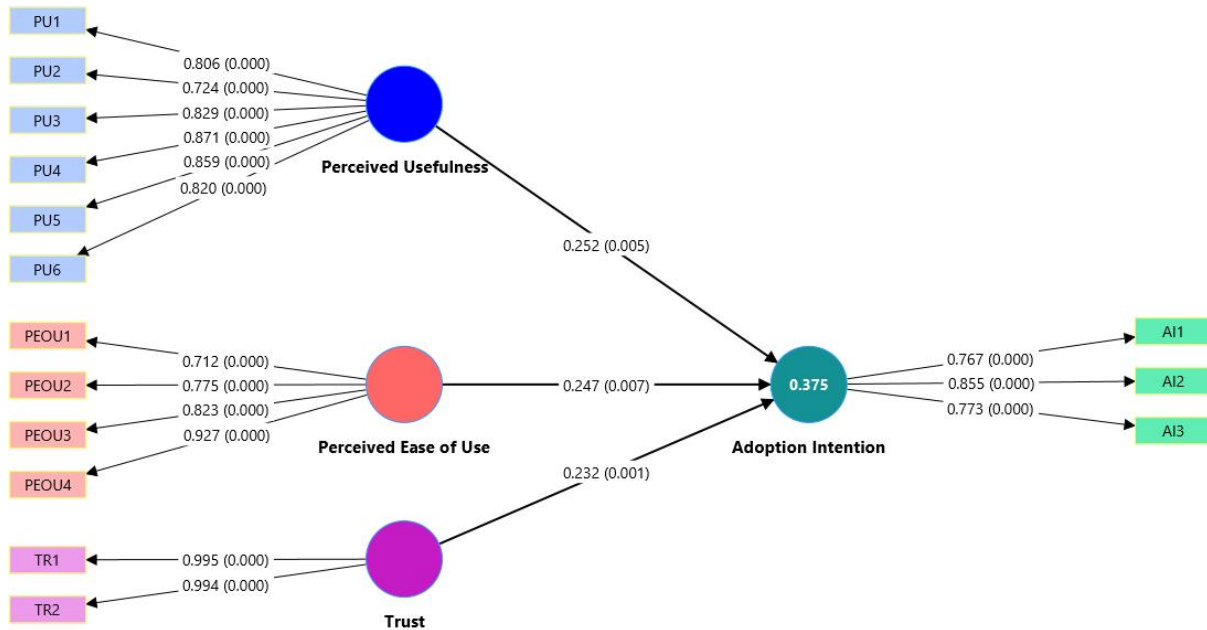 PU1
PU2
PU3
PU4
PU5
PU6
0.806 (0.000)
0.724 (0.000)
0.829 (0.000)
0.871 (0.000)
0.859 (0.000)
0.820 (0.000)
Perceived Usefulness
0.252 (0.005)
PEOU1
PEOU2
PEOU3
PEOU4
0.712 (0.000)
0.775 (0.000)
0.823 (0.000)
0.927 (0.000)
Perceived Ease of Use
0.247 (0.007)
0.375
Adoption Intention
0.767 (0.000)
0.855 (0.000)
0.773 (0.000)
AI1
AI2
AI3
0.232 (0.001)
TR1
TR2
0.995 (0.000)
0.994 (0.000)
Trust